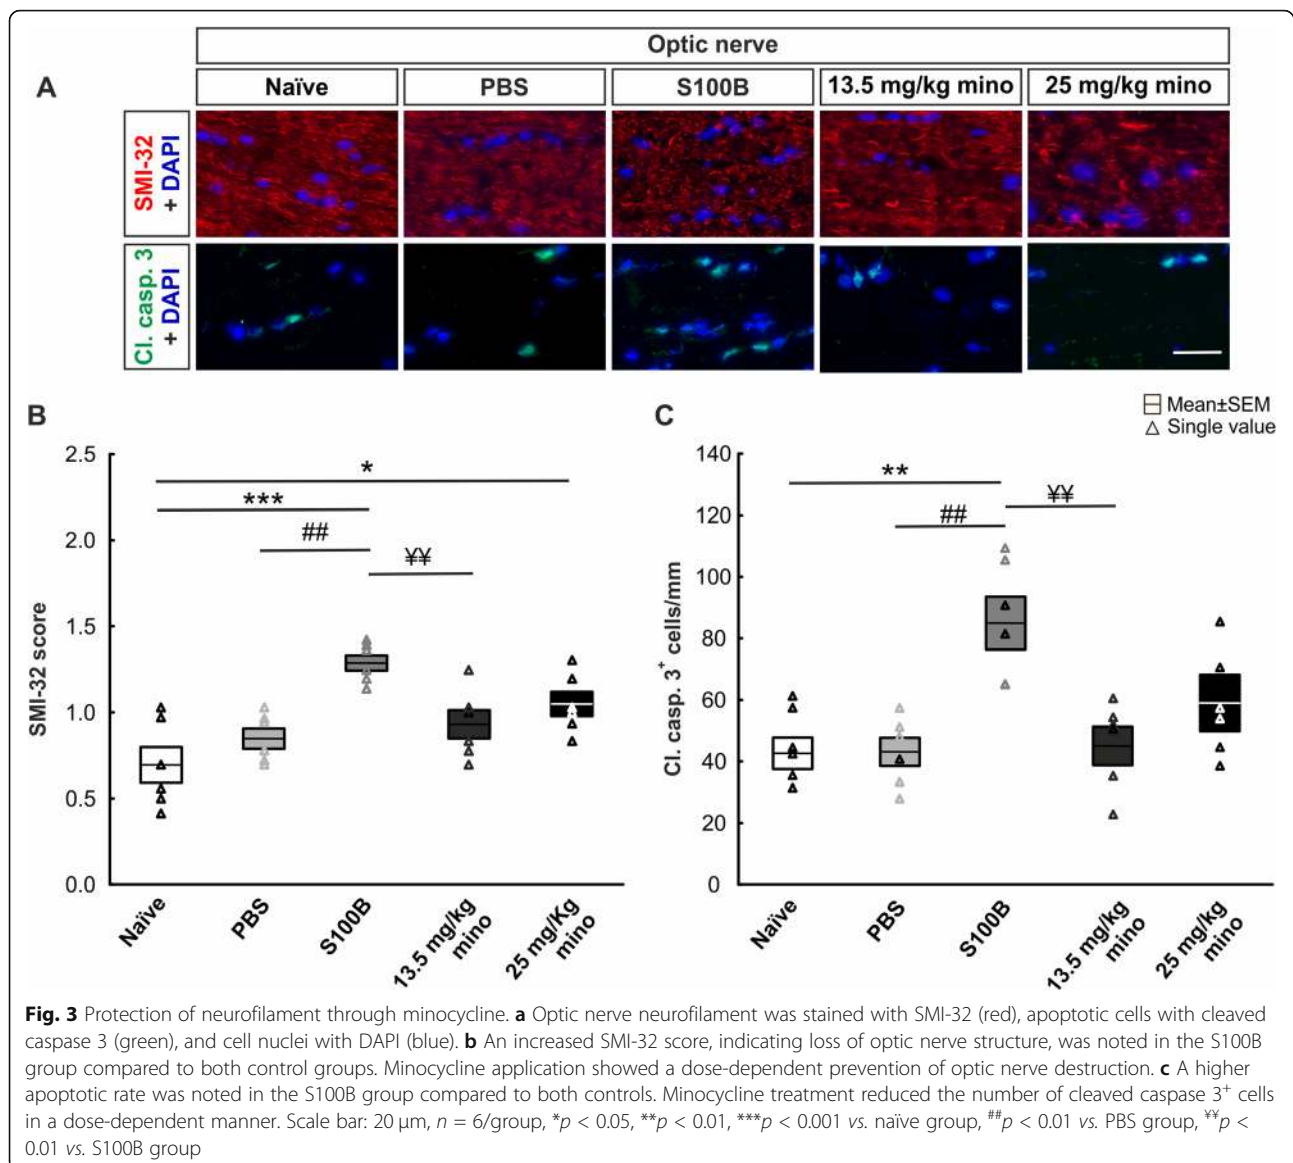 Optic nerve
A
Naïve
PBS
S100B
13.5 mg/kg mino
25 mg/kg mino
SMI-32
+ DAPI
Cl. casp. 3
+ DAPI
B
C
Mean±SEM
Single value
SMI-32 score
2.5
2.0
1.5
1.0
0.5
0.0
*
***
##
¥¥
Naïve
PBS
S100B
13.5 mg/kg
mino
25 mg/Kg
mino
Cl. casp. 3⁺ cells/mm
140
120
100
80
60
40
20
0
**
##
¥¥
Naïve
PBS
S100B
13.5 mg/kg
mino
25 mg/kg
mino
Fig. 3 Protection of neurofilament through minocycline. a Optic nerve neurofilament was stained with SMI-32 (red), apoptotic cells with cleaved
caspase 3 (green), and cell nuclei with DAPI (blue). b An increased SMI-32 score, indicating loss of optic nerve structure, was noted in the S100B
group compared to both control groups. Minocycline application showed a dose-dependent prevention of optic nerve destruction. c A higher
apoptotic rate was noted in the S100B group compared to both controls. Minocycline treatment reduced the number of cleaved caspase 3⁺ cells
in a dose-dependent manner. Scale bar: 20 μm, n = 6/group, *p < 0.05, **p < 0.01, ***p < 0.001 vs. naïve group, ##p < 0.01 vs. PBS group, ¥¥p <
0.01 vs. S100B group